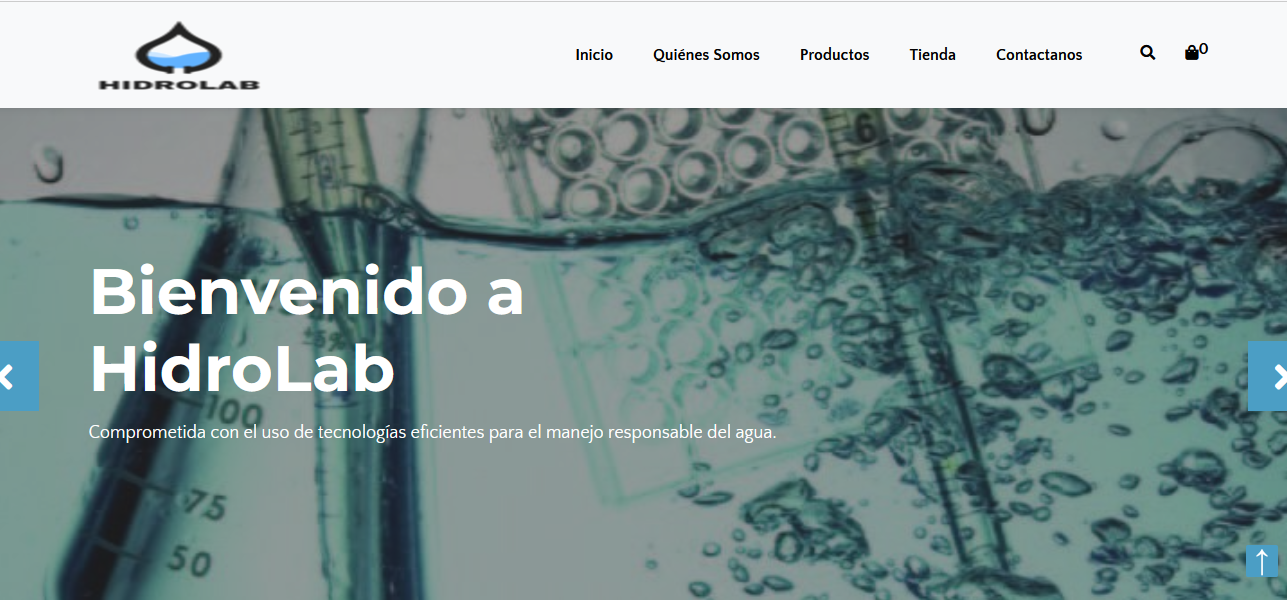 HIDROLAB
Inicio Quiénes Somos Productos Tienda Contactanos 0
6
Bienvenido a
HidroLab
100
Comprometida con el uso de tecnologías eficientes para el manejo responsable del agua.
75
50